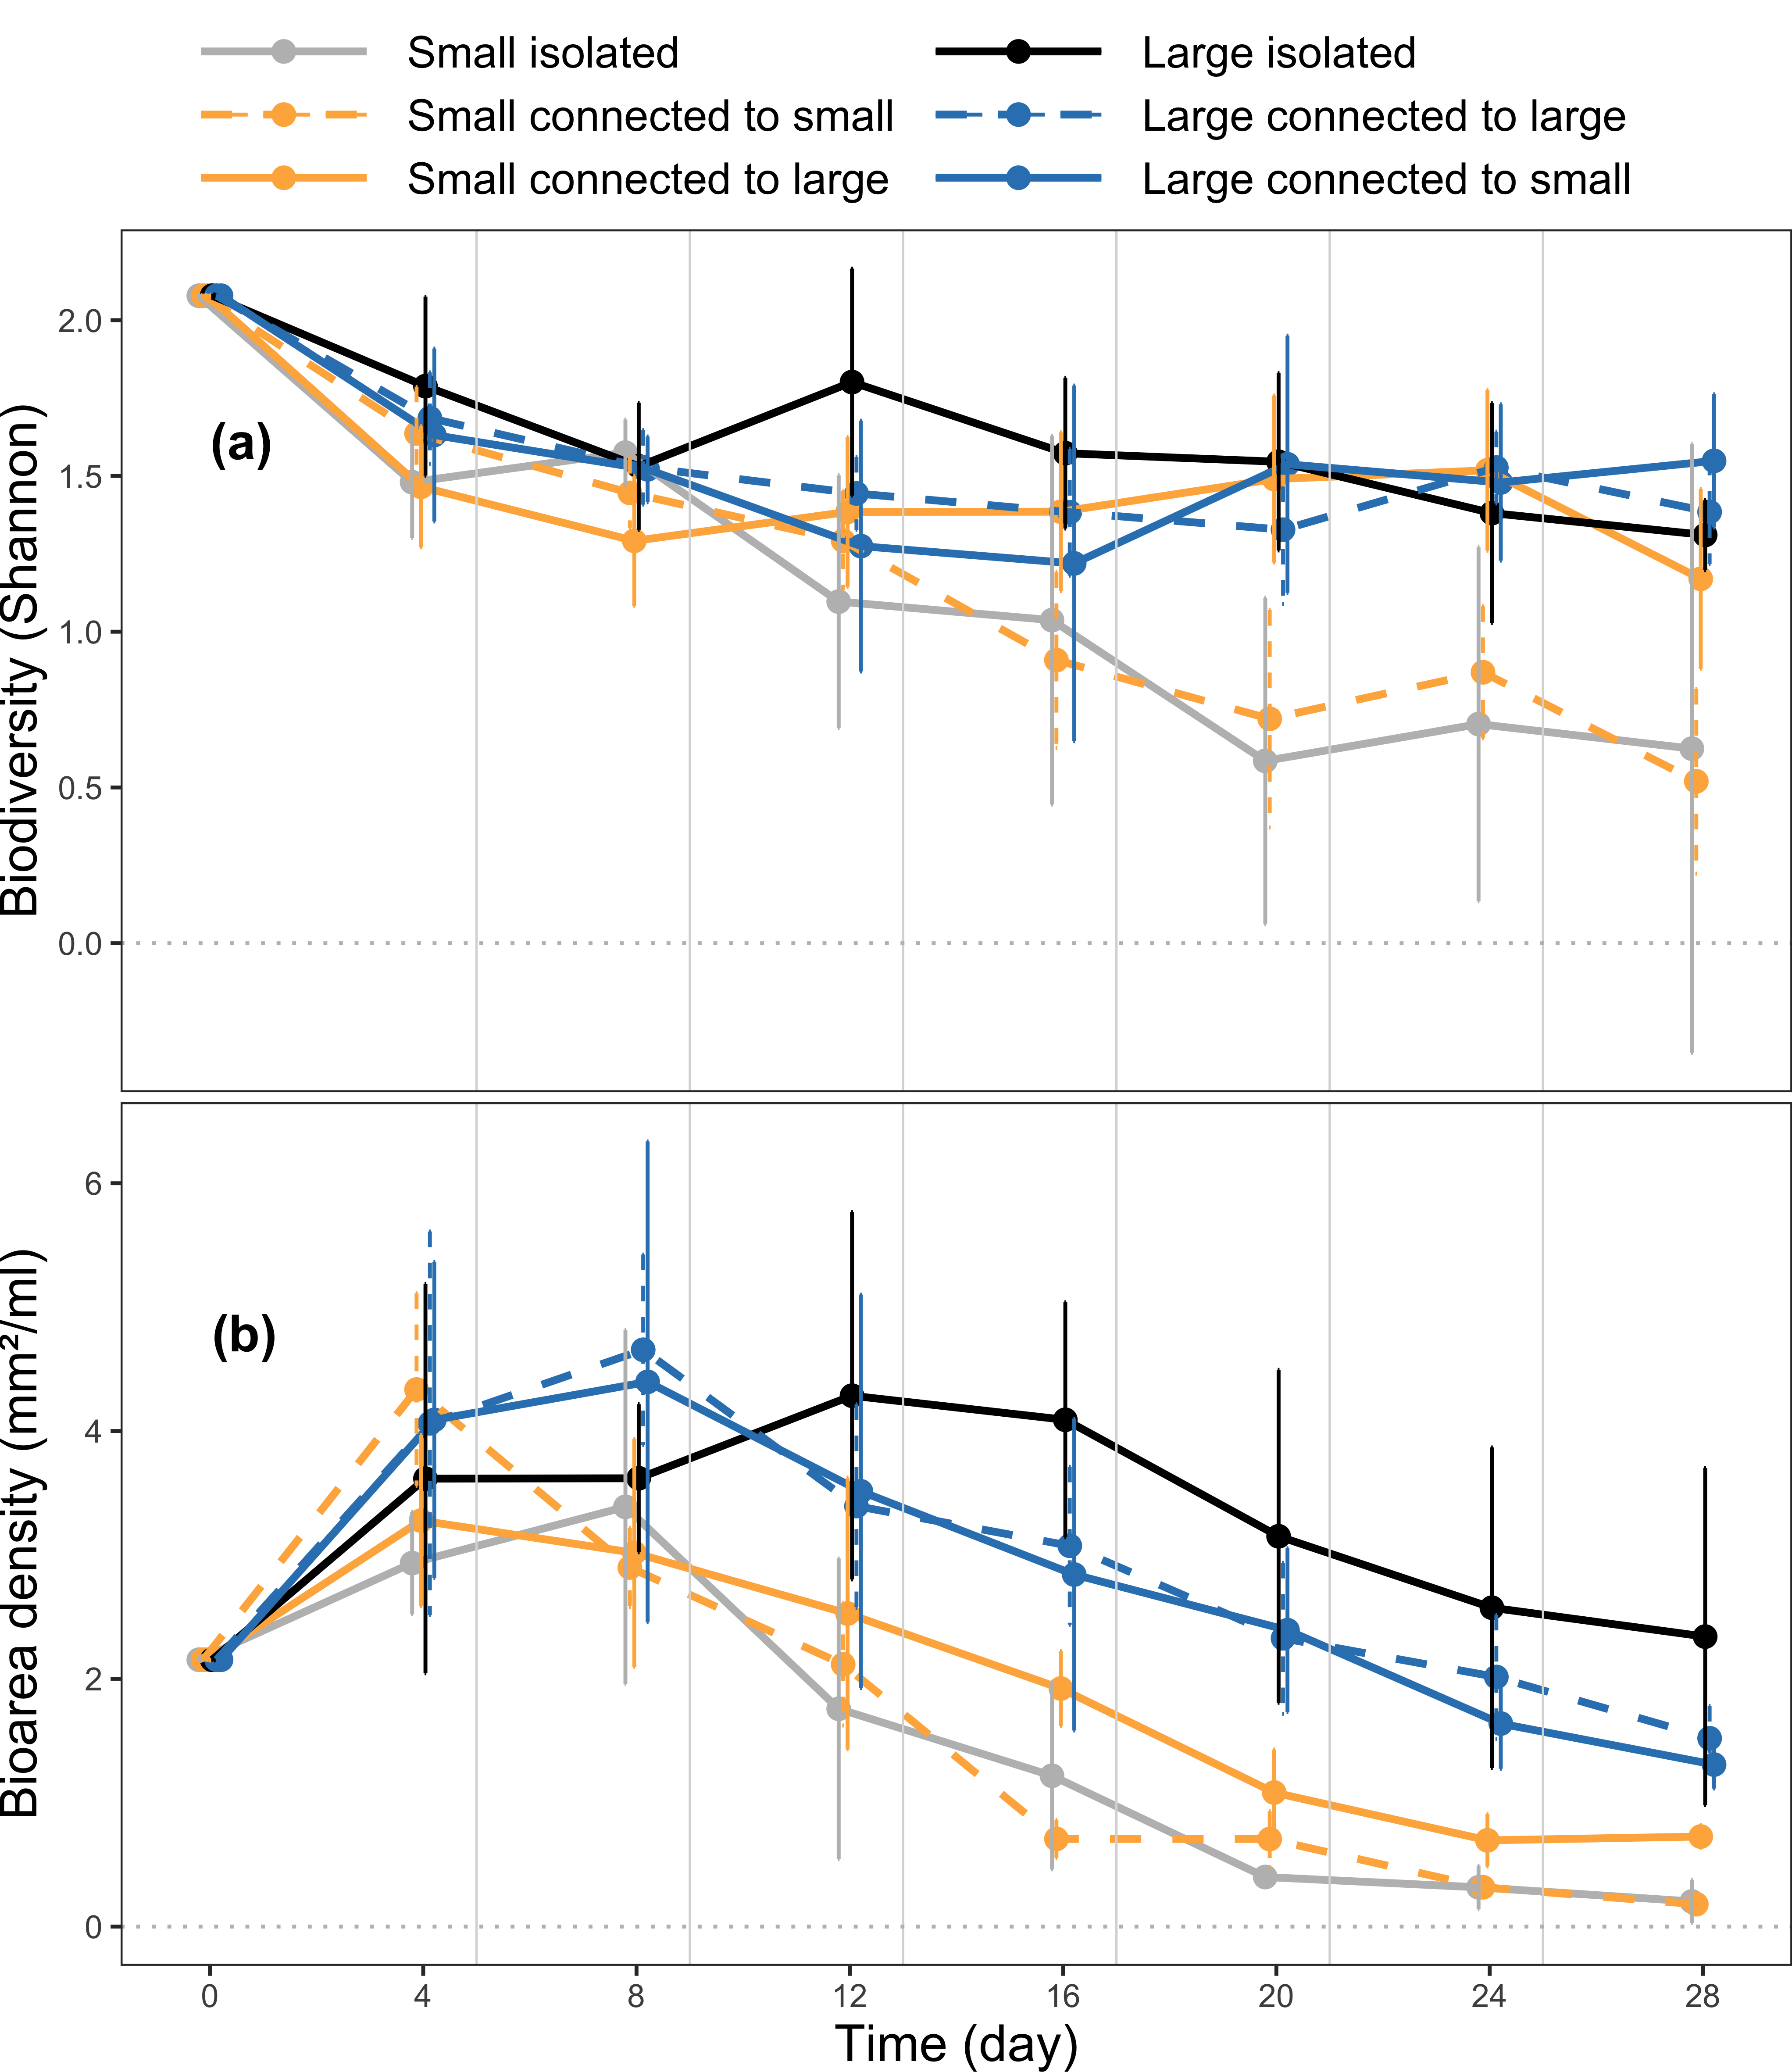 Small isolated
Large isolated
Small connected to small
Large connected to large
Small connected to large
Large connected to small
Biodiversity (Shannon)
(a)
2.0
1.5
1.0
0.5
0.0
Bioarea density (mm²/ml)
(b)
6
4
2
0
0 4 8 12 16 20 24 28
Time (day)